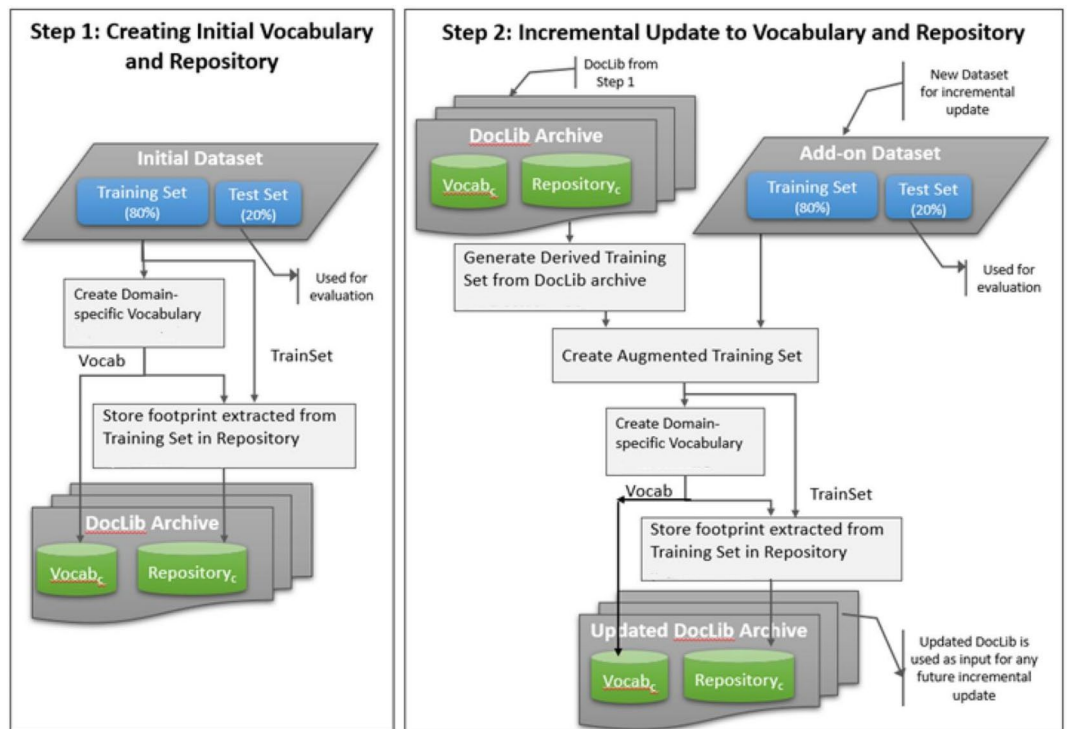 Step 1: Creating Initial Vocabulary
and Repository
Initial Dataset
Training Set
(80%)
Test Set
(20%)
Used for
evaluation
Create Domain-
specific Vocabulary
Vocab
TrainSet
Store footprint extracted from
Training Set in Repository
DocLib Archive
Vocabc
Repositoryc
Step 2: Incremental Update to Vocabulary and Repository
DocLib from
Step 1
New Dataset
for incremental
update
DocLib Archive
Vocabc
Repositoryc
Add-on Dataset
Training Set
(80%)
Test Set
(20%)
Generate Derived Training
Set from DocLib archive
Used for
evaluation
Create Augmented Training Set
Create Domain-
specific Vocabulary
Vocab
TrainSet
Store footprint extracted from
Training Set in Repository
Updated DocLib Archive
Vocabc
Repositoryc
Updated DocLib is
used as input for any
future incremental
update